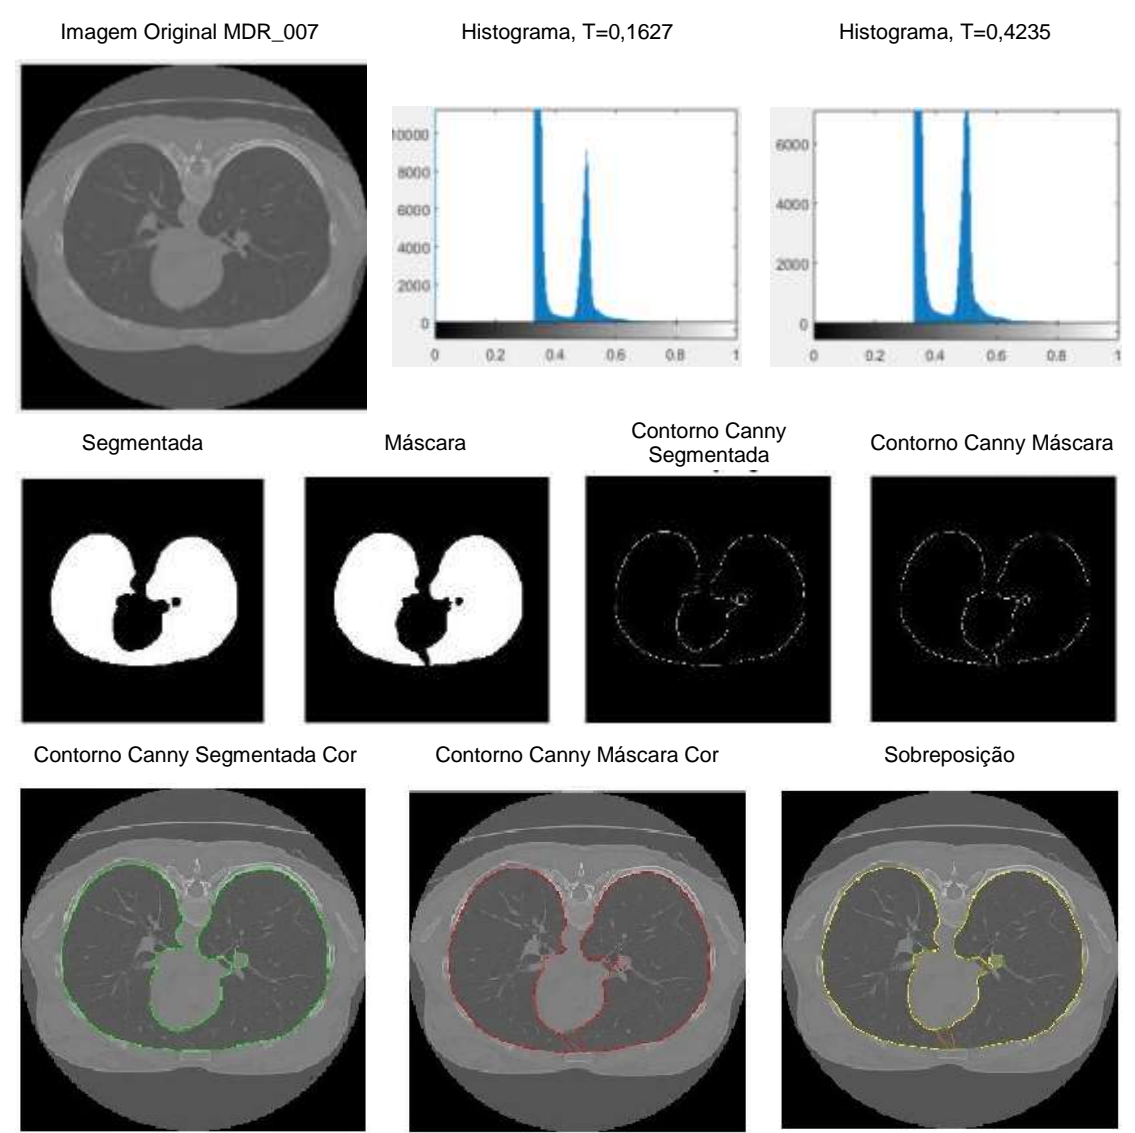 Imagem Original MDR_007
Histograma, T=0,1627
Histograma, T=0,4235
10000
8000
6000
4000
2000
0
0
0.2
0.4
0.6
0.8
1
6000
4000
2000
0
0
0.2
0.4
0.6
0.8
1
Segmentada
Máscara
Contorno Canny
Segmentada
Contorno Canny Máscara
Contorno Canny Segmentada Cor
Contorno Canny Máscara Cor
Sobreposição